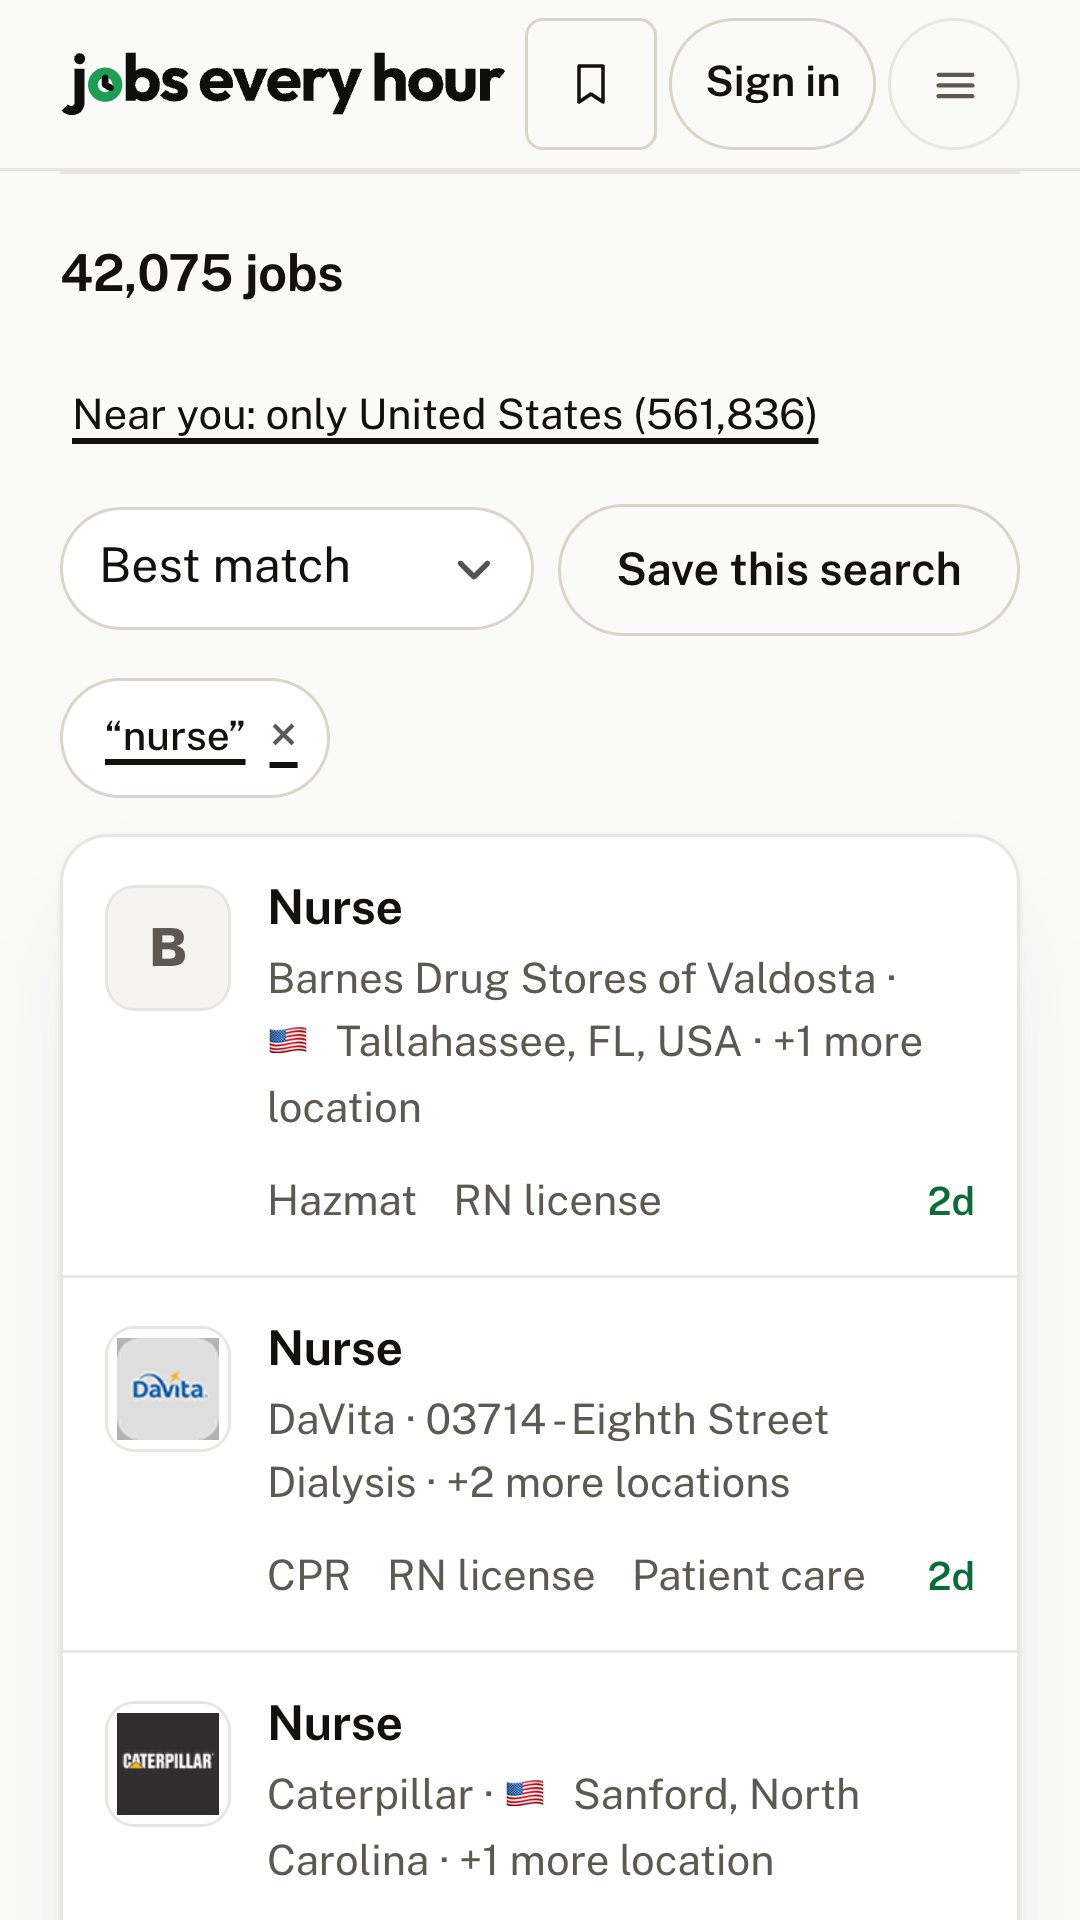 jobs every hour
Sign in
42,075 jobs
Near you: only United States (561,836)
Best match
Save this search
“nurse” ×
B
Nurse
Barnes Drug Stores of Valdosta ·
Tallahassee, FL, USA · +1 more
location
Hazmat RN license 2d
DaVita.
Nurse
DaVita · 03714 - Eighth Street
Dialysis · +2 more locations
CPR RN license Patient care 2d
CATERPILLAR
Nurse
Caterpillar · Sanford, North
Carolina · +1 more location